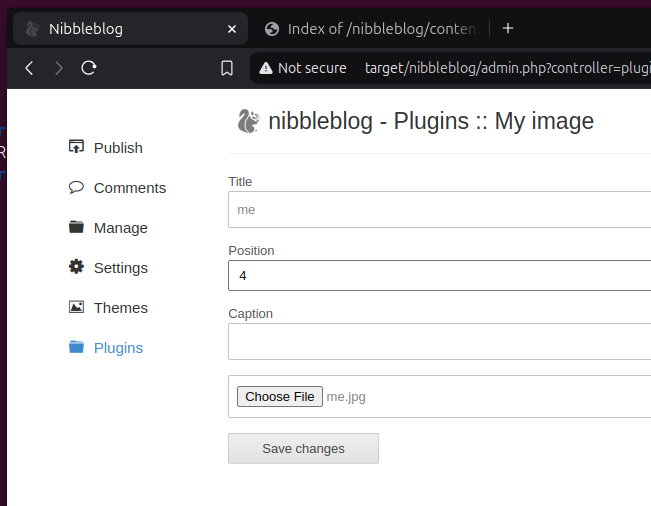 Nibbleblog
Index of /nibbleblog/conten
Not secure target/nibbleblog/admin.php?controller=plugi
nibbleblog - Plugins :: My image
Publish
Comments
Manage
Settings
Themes
Plugins
Title
me
Position
4
Caption
Choose File me.jpg
Save changes